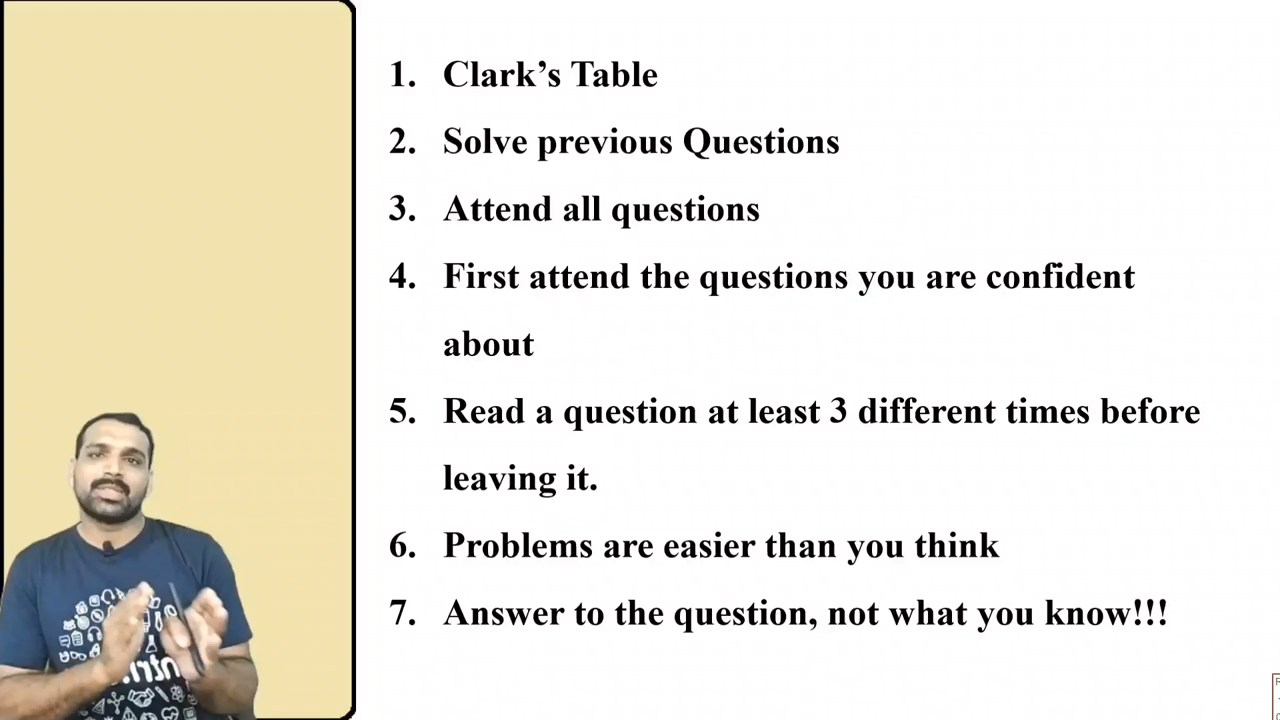 1. Clark's Table
2. Solve previous Questions
3. Attend all questions
4. First attend the questions you are confident
about
5. Read a question at least 3 different times before
leaving it.
6. Problems are easier than you think
7. Answer to the question, not what you know!!!